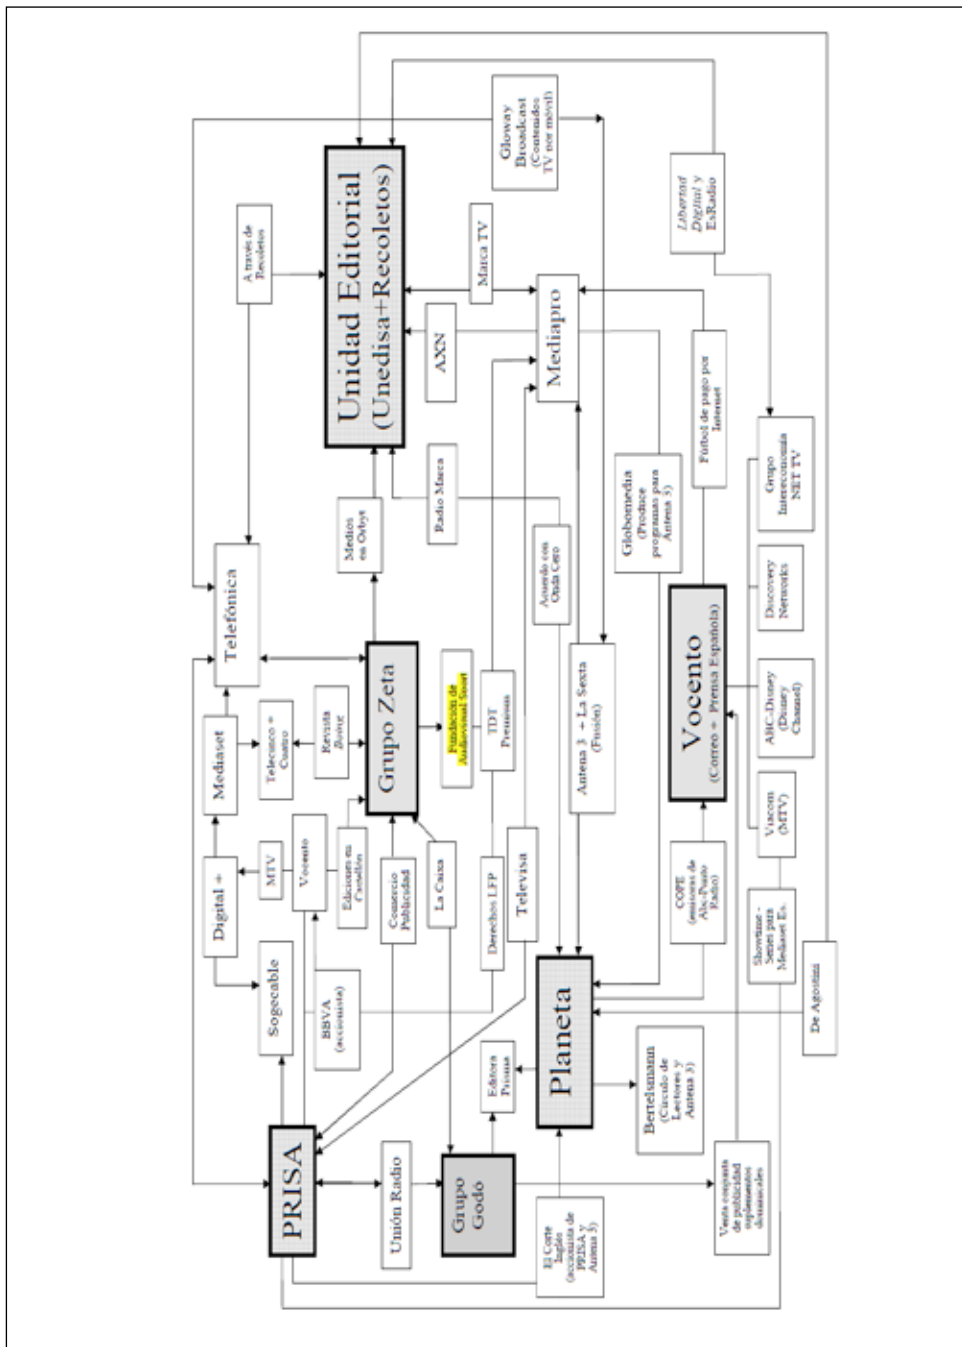 PRISA
Sogecable
Digital +
Mediaset
Telefónica
A través de
Recoletos
MTV
Telecinco +
Cuatro
BBVA
(accionista)
Vocento
Revista
Ediciones en
Castellón
Unidad Editorial
(Unedisa+Recoletos)
Medios
en Orbyt
Grupo Zeta
Comercio
Publicidad
Unión Radio
La Caixa
Fundación de
Audiovisual Sport
Radio Marca
AXN
Marca TV
Gloway
Broadcast
(Contenidos
TV por móvil)
Grupo
Godó
Editora
Prisma
Derechos LFP
TDT
Premium
Televisa
Acuerdo con
Onda Cero
Mediapro
El Corte
Inglés
(accionista de
PRISA y
Antena 3)
Planeta
Antena 3 + La Sexta
(Fusión)
Globomedia
(Produce
programas para
Antena 3)
Bertelsmann
(Círculo de
Lectores y
Antena 3)
COPE
(emisoras de
Abc-Punto
Radio)
Vocento
(Correo + Prensa Española)
Fútbol de pago por
Internet
Libertad
Digital y
EsRadio
Venta conjunta
de publicidad
suplementos
dominicales
Showtime -
Series para
Mediaset Es.
Viacom
(MTV)
ABC-Disney
(Disney
Channel)
Discovery
Networks
Grupo
Intereconomía
NET TV
De Agostini